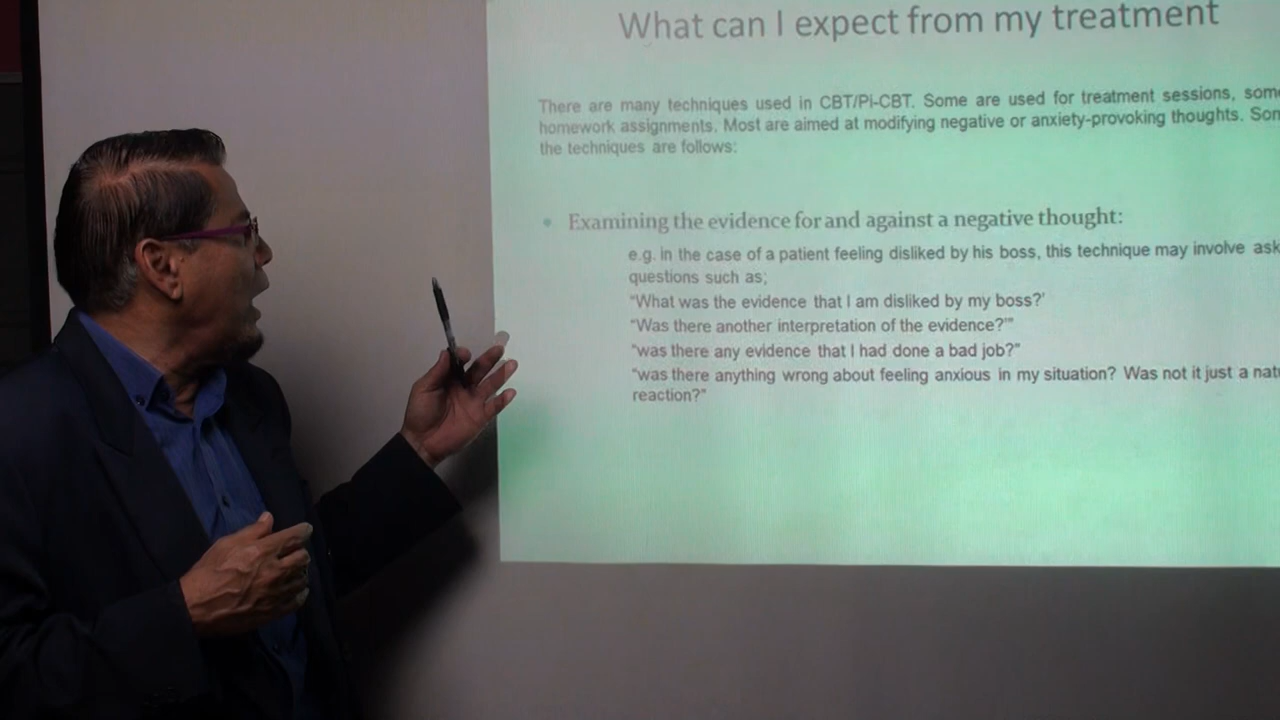 What can I expect from my treatment
There are many techniques used in CBT/Pi-CBT. Some are used for treatment sessions, som
homework assignments. Most are aimed at modifying negative or anxiety-provoking thoughts. Son
the techniques are follows:
• Examining the evidence for and against a negative thought:
e.g. in the case of a patient feeling disliked by his boss, this technique may involve ask
questions such as;
“What was the evidence that I am disliked by my boss?’
“Was there another interpretation of the evidence?’”
“was there any evidence that I had done a bad job?”
“was there anything wrong about feeling anxious in my situation? Was not it just a nat
reaction?”